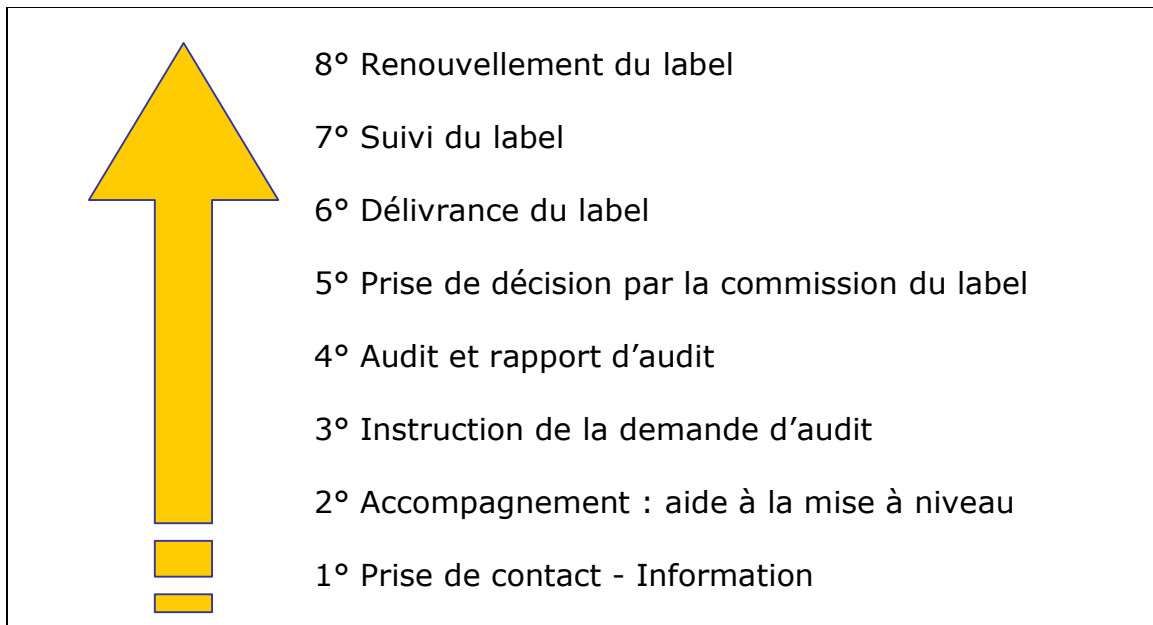 8° Renouvellement du label
7° Suivi du label
6° Délivrance du label
5° Prise de décision par la commission du label
4° Audit et rapport d’audit
3° Instruction de la demande d’audit
2° Accompagnement : aide à la mise à niveau
1° Prise de contact - Information